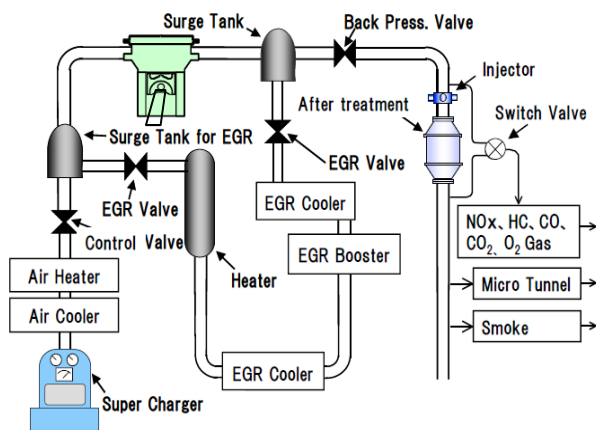 Surge Tank
Back Press. Valve
Injector
After treatment
Switch Valve
Surge Tank for EGR
EGR Valve
EGR Valve
EGR Cooler
Control Valve
NOx、HC、CO、
CO2、O2 Gas
EGR Booster
Heater
Air Heater
Micro Tunnel
Air Cooler
Smoke
EGR Cooler
Super Charger